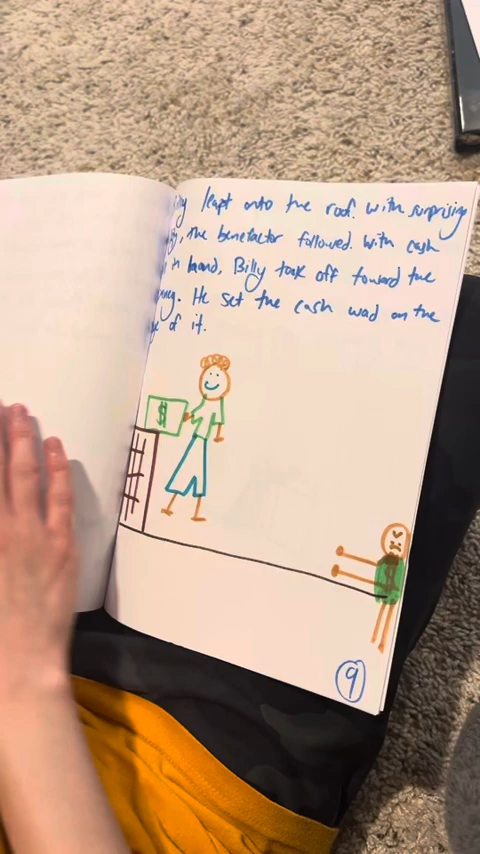 leapt onto the roof. With surprising
, the benefactor followed. With cash
in hand, Billy took off toward the
. He set the cash wad on the
of it.
$
9